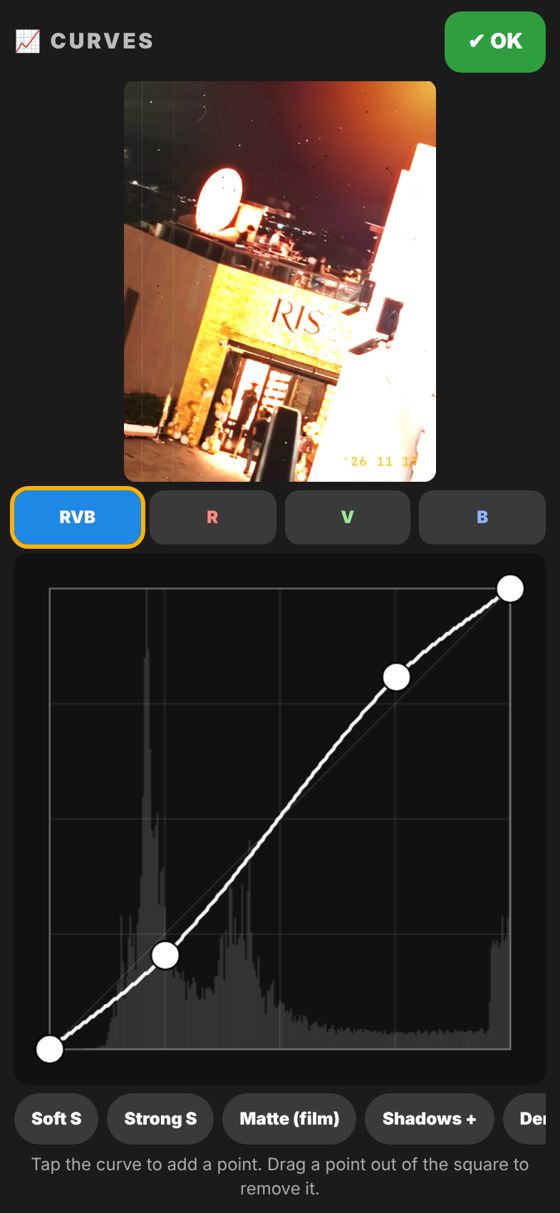 CURVES
✔ OK
RIS
'26 11 1
RVB
R
V
B
Soft S
Strong S
Matte (film)
Shadows +
Tap the curve to add a point. Drag a point out of the square to
remove it.